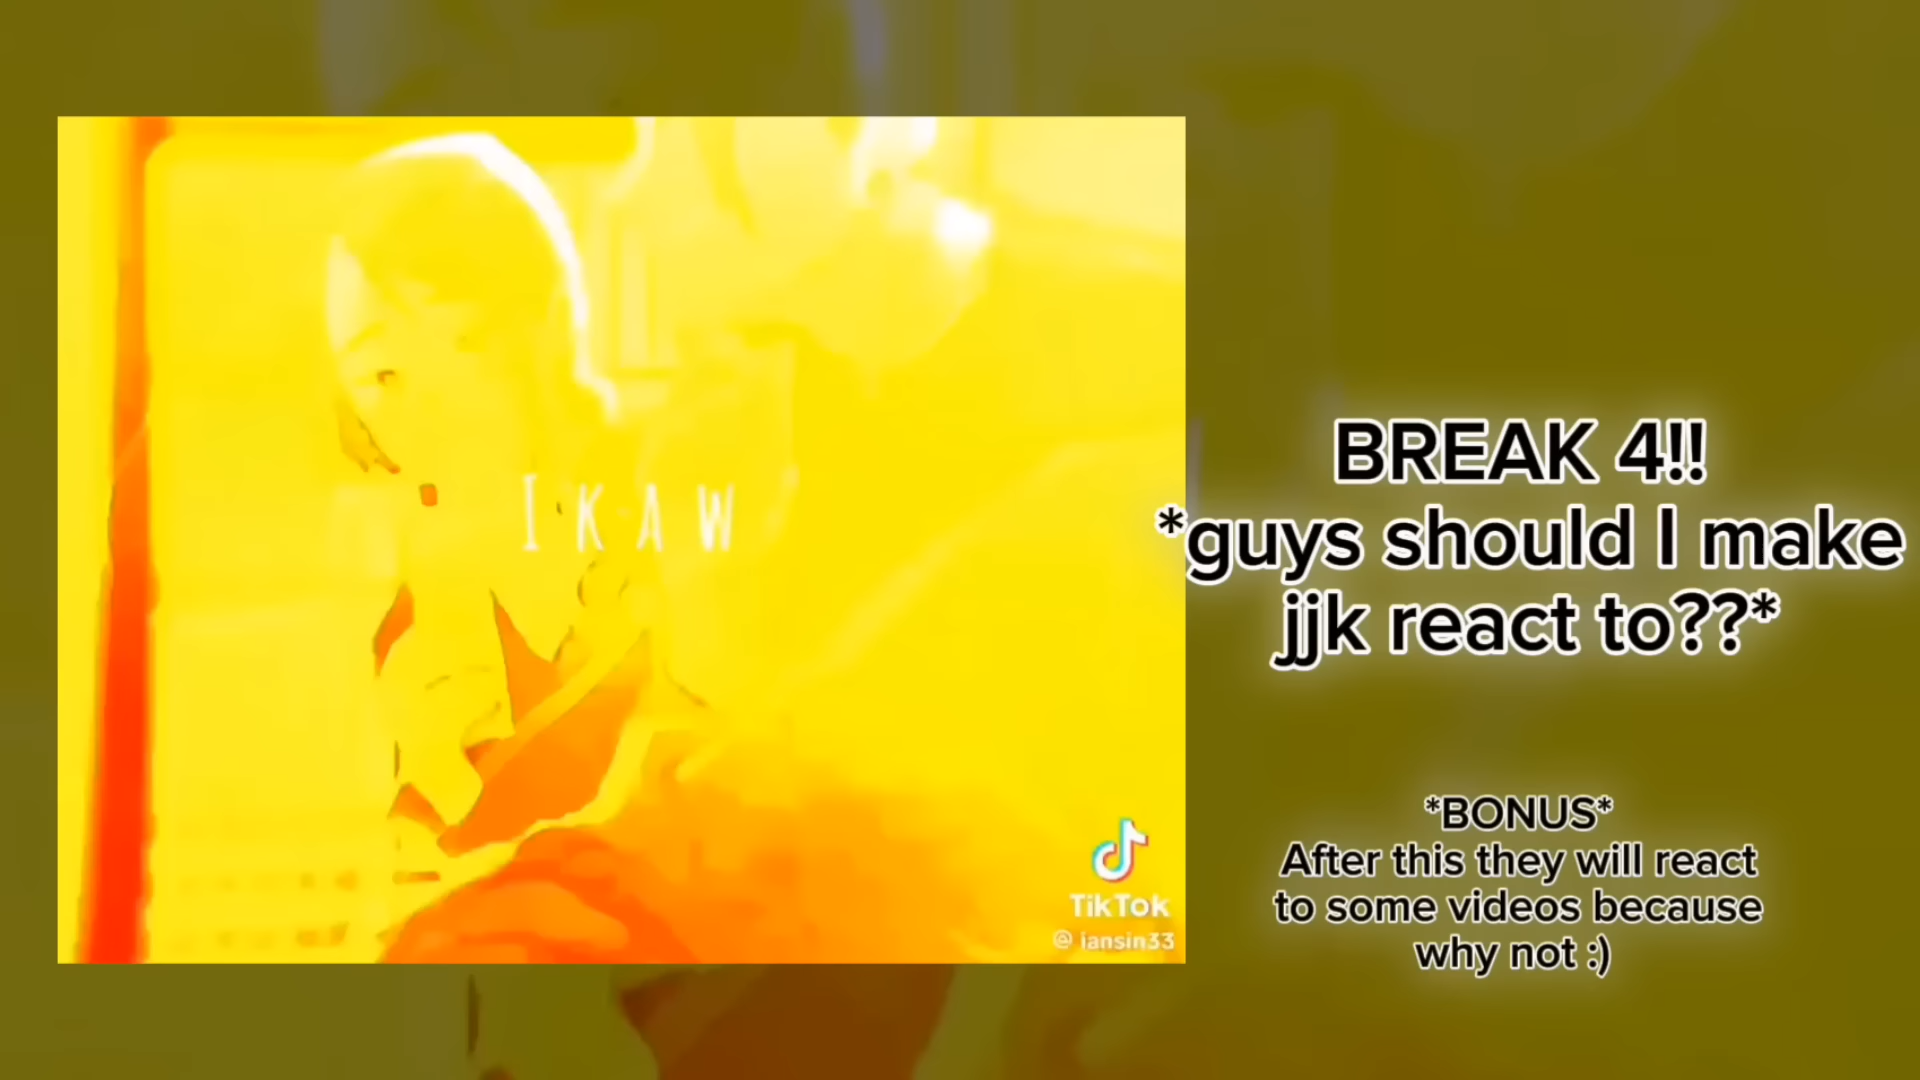 IKAW
TikTok
@ iansin33
BREAK 4!!
*guys should I make
jjk react to??*
*BONUS*
After this they will react
to some videos because
why not :)